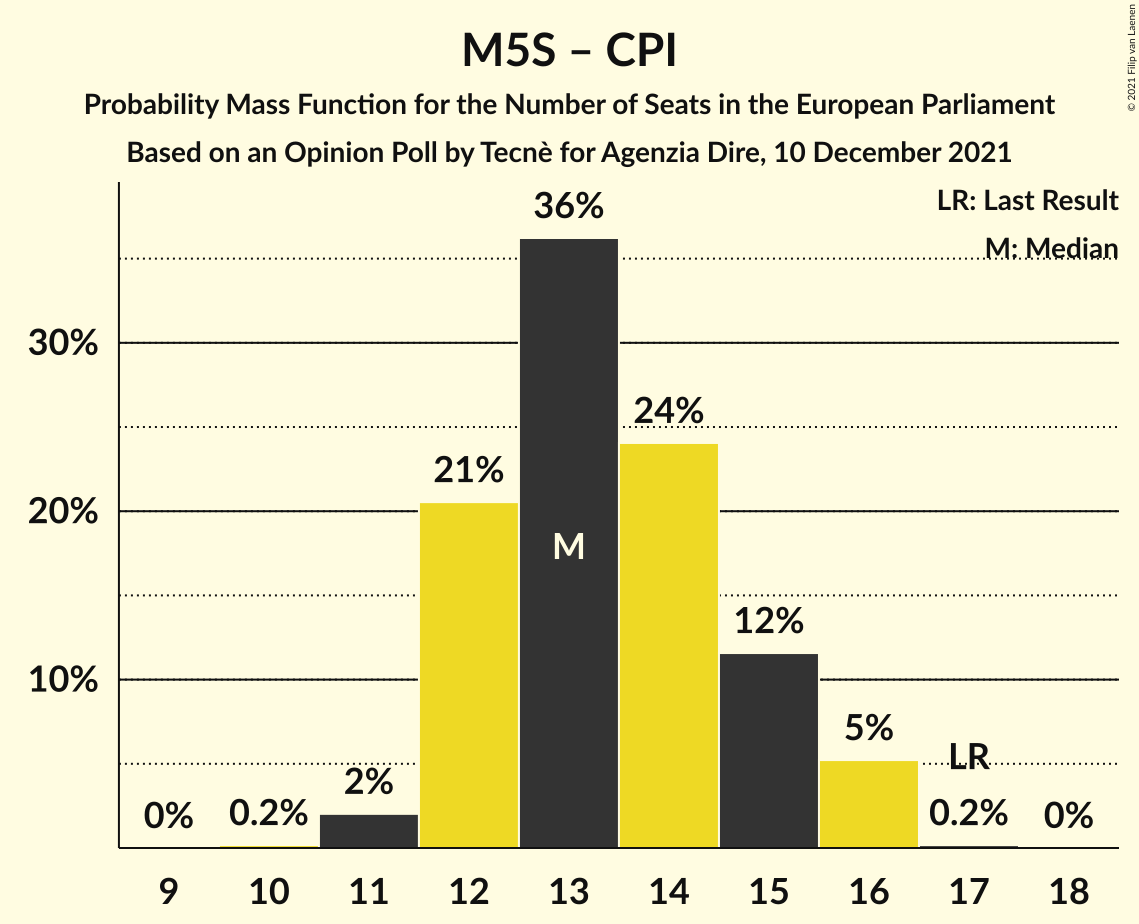 M5S – CPI
Probability Mass Function for the Number of Seats in the European Parliament
Based on an Opinion Poll by Tecnè for Agenzia Dire, 10 December 2021
© 2021 Filip van Laenen
LR: Last Result
M: Median
36%
30%
24%
21%
20%
M
12%
10%
5%
LR
2%
0%
0.2%
0.2%
0%
9 10 11 12 13 14 15 16 17 18